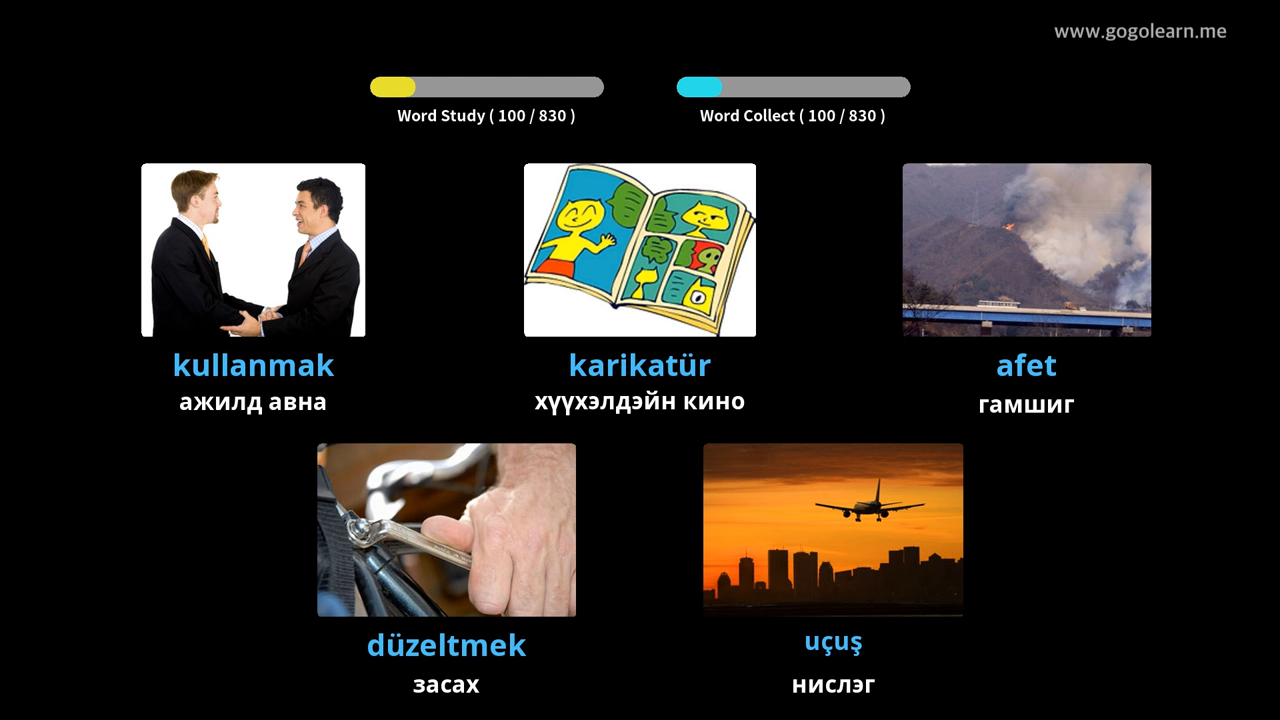 www.gogolearn.me
Word Study ( 100 / 830 )
Word Collect ( 100 / 830 )
kullanmak
ажилд авна
karikatür
хүүхэлдэйн кино
afet
гамшиг
düzeltmek
засах
uçuş
нислэг